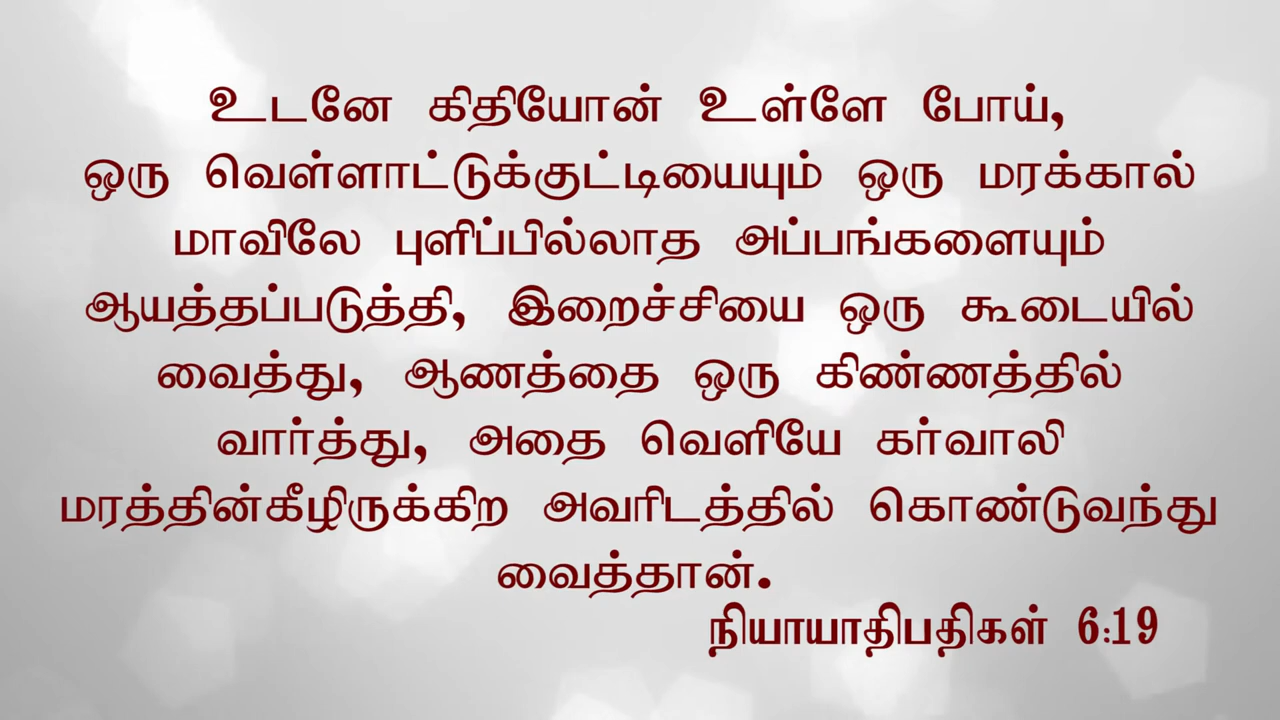 உடனே கிதியோன் உள்ளே போய்,
ஒரு வெள்ளாட்டுக்குட்டியையும் ஒரு மரக்கால்
மாவிலே புளிப்பில்லாத அப்பங்களையும்
ஆயத்தப்படுத்தி, இறைச்சியை ஒரு கூடையில்
வைத்து, ஆணத்தை ஒரு கிண்ணத்தில்
வார்த்து, அதை வெளியே கர்வாலி
மரத்தின்கீழிருக்கிற அவரிடத்தில் கொண்டுவந்து
வைத்தான்.
நியாயாதிபதிகள் 6:19